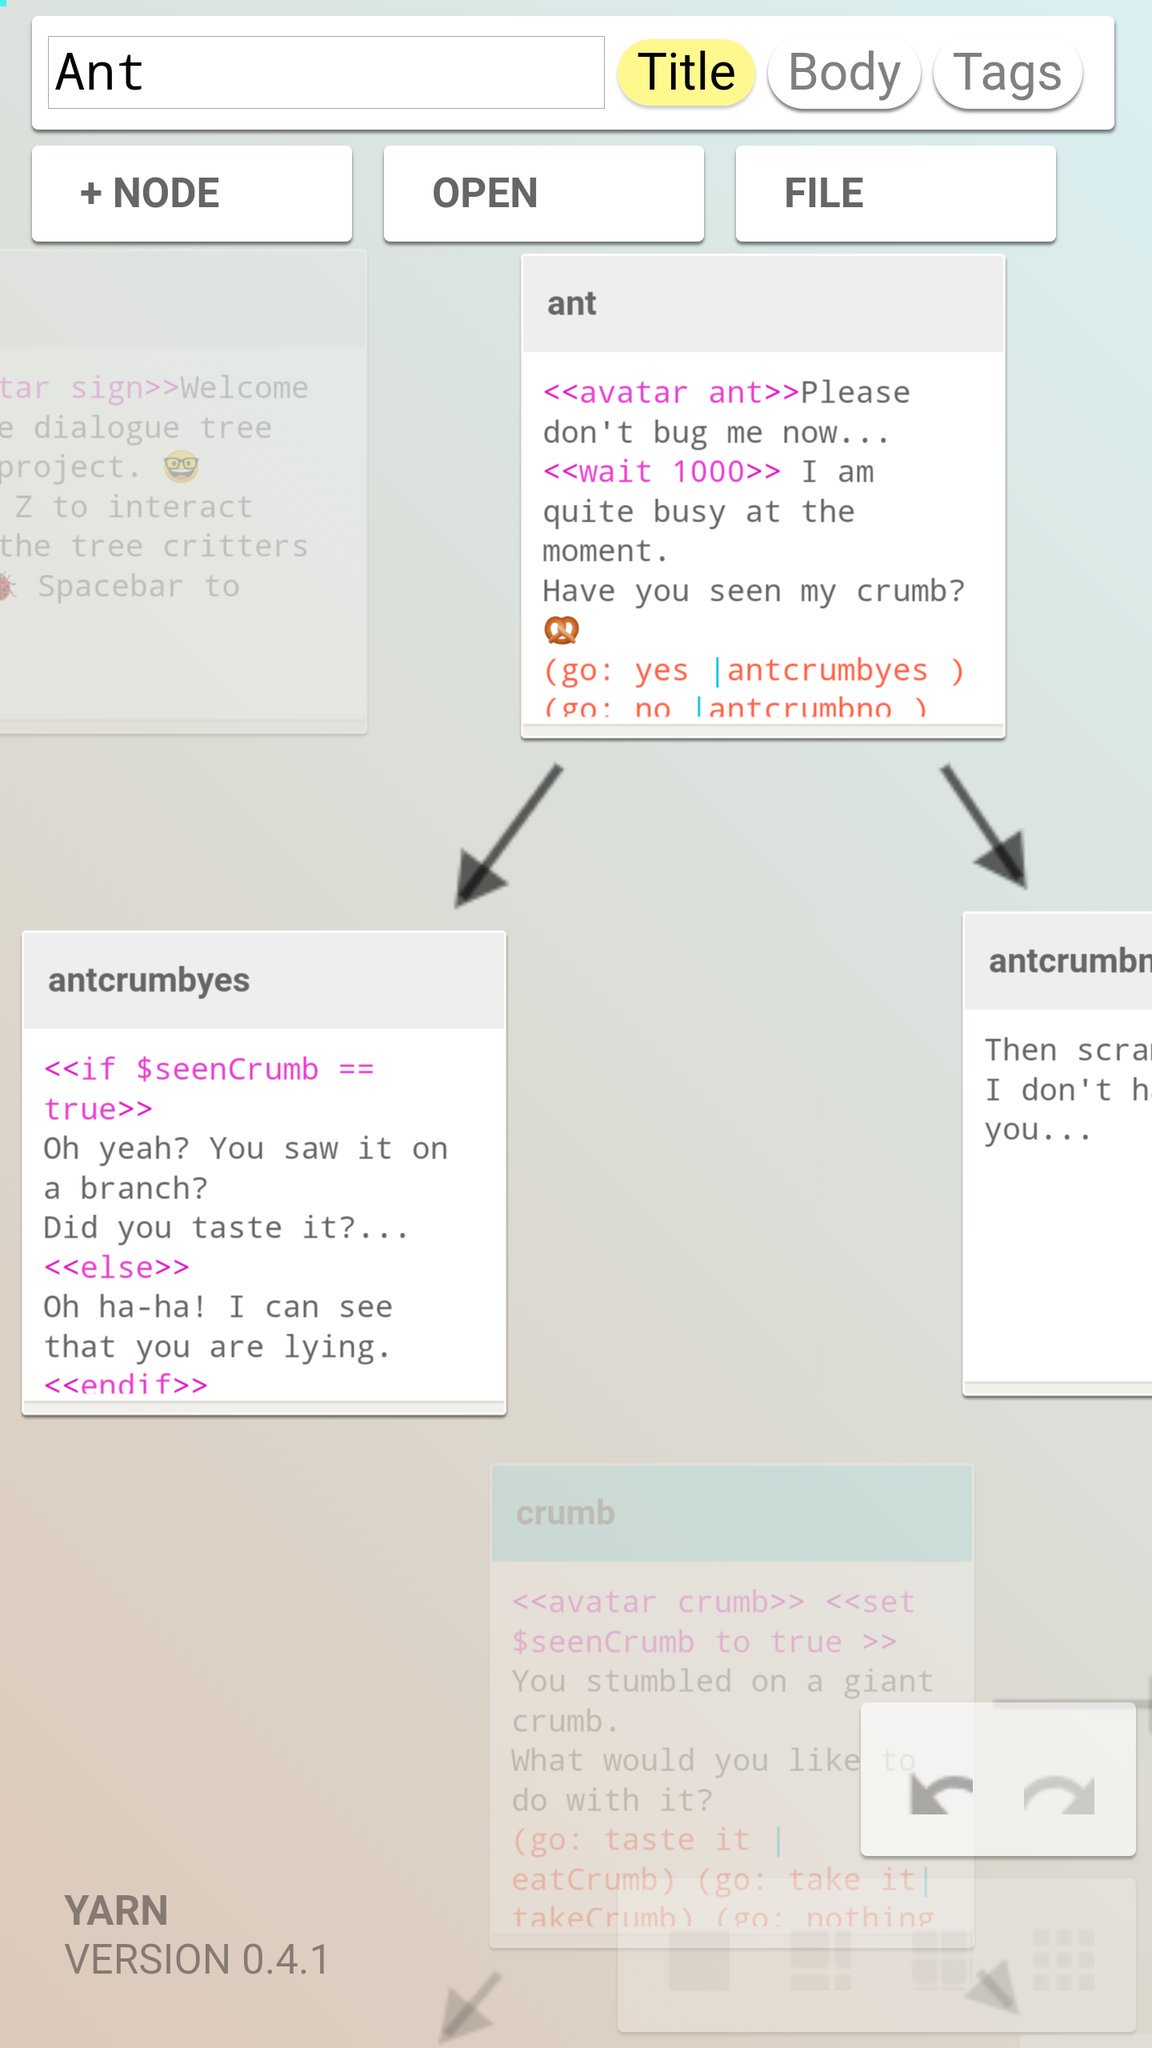 Ant
Title
Body
Tags
+ NODE
OPEN
FILE
tar sign>>Welcome
e dialogue tree
project. 🤓
Z to interact
the tree critters
🐞 Spacebar to
ant
<<avatar ant>>Please
don't bug me now...
<<wait 1000>> I am
quite busy at the
moment.
Have you seen my crumb?
🥨
(go: yes |antcrumbyes )
(go: no |antcrumbno )
antcrumbyes
<<if $seenCrumb ==
true>>
Oh yeah? You saw it on
a branch?
Did you taste it?...
<<else>>
Oh ha-ha! I can see
that you are lying.
<<endif>>
antcrumbn
Then scra
I don't h
you...
crumb
<<avatar crumb>> <<set
$seenCrumb to true >>
You stumbled on a giant
crumb.
What would you like to
do with it?
(go: taste it |
eatCrumb) (go: take it|
takeCrumb) (go: nothing
YARN
VERSION 0.4.1